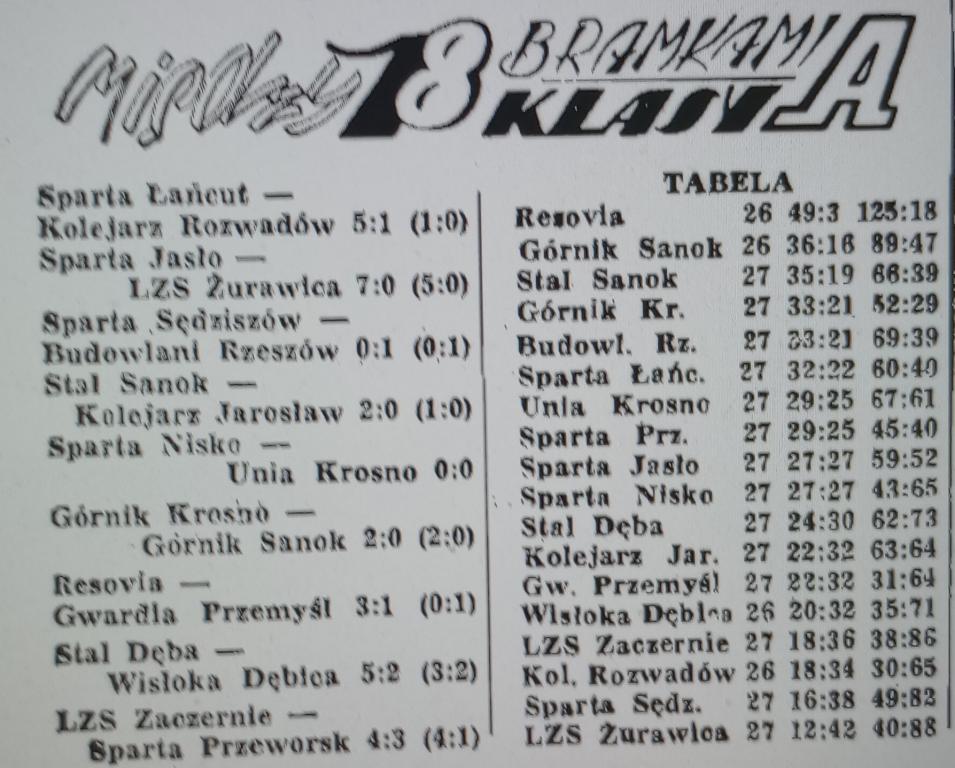 Między 78 BRAMKAMI KLASY A
Sparta Łańcut —
Kolejarz Rozwadów 5:1 (1:0)
Sparta Jasło —
LZS Żurawica 7:0 (5:0)
Sparta Sędziszów —
Budowlani Rzeszów 0:1 (0:1)
Stal Sanok —
Kolejarz Jarosław 2:0 (1:0)
Sparta Nisko —
Unia Krosno 0:0
Górnik Krosno —
Górnik Sanok 2:0 (2:0)
Resovia —
Gwardia Przemyśl 3:1 (0:1)
Stal Dęba —
Wisłoka Dębica 5:2 (3:2)
LZS Zaczernie —
Sparta Przeworsk 4:3 (4:1)
TABELA
Resovia 26 49:3 125:18
Górnik Sanok 26 36:16 89:47
Stal Sanok 27 35:19 66:39
Górnik Kr. 27 33:21 52:29
Budowl. Rz. 27 33:21 69:39
Sparta Łańc. 27 32:22 60:40
Unia Krosno 27 29:25 67:61
Sparta Prz. 27 29:25 45:40
Sparta Jasło 27 27:27 59:52
Sparta Nisko 27 27:27 43:65
Stal Dęba 27 24:30 62:73
Kolejarz Jar. 27 22:32 63:64
Gw. Przemyśl 27 22:32 31:64
Wisłoka Dębica 26 20:32 35:71
LZS Zaczernie 27 18:36 38:86
Kol. Rozwadów 26 18:34 30:65
Sparta Sędz. 27 16:38 49:82
LZS Żurawica 27 12:42 40:88